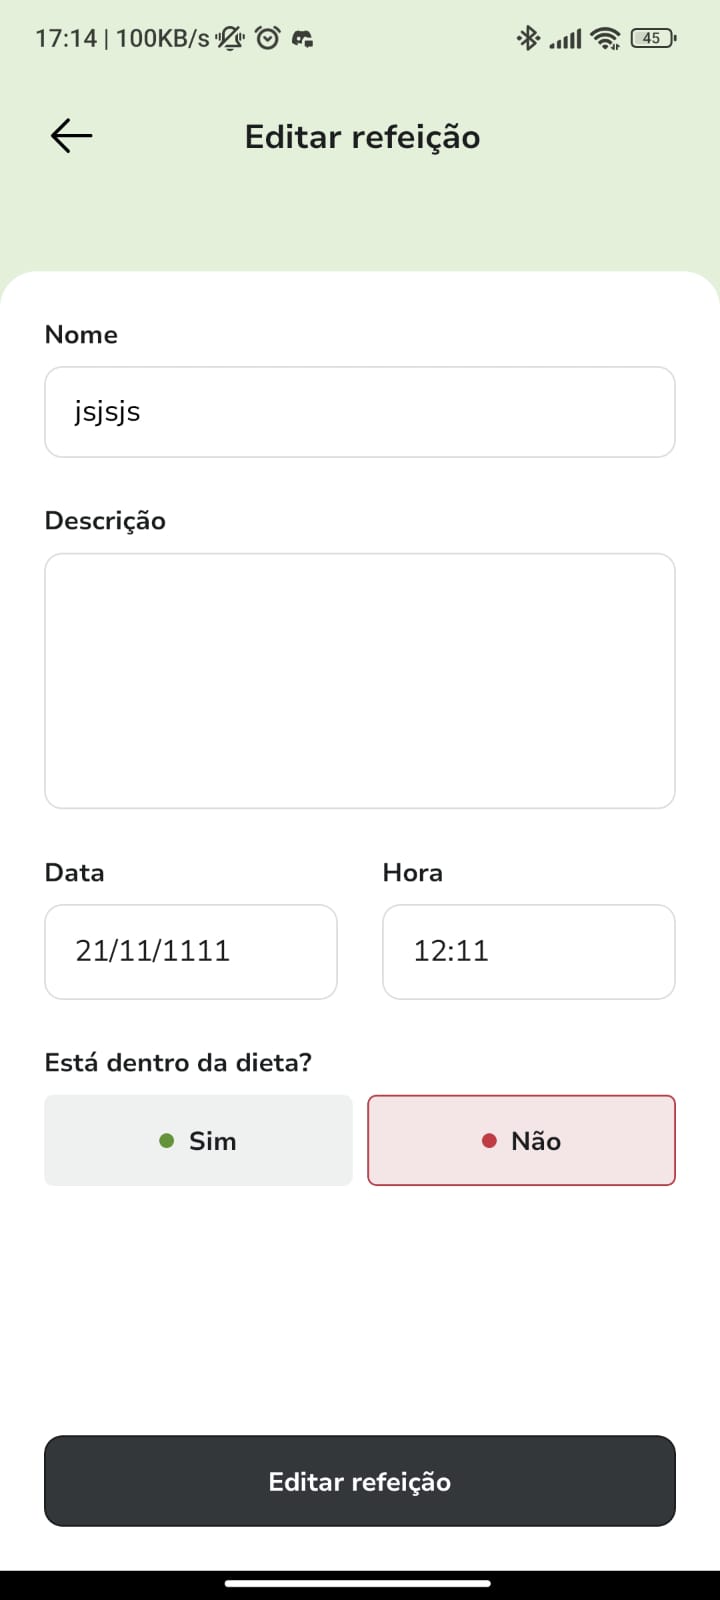 17:14 | 100KB/s 45
Editar refeição
Nome
jsjsjs
Descrição
Data Hora
21/11/1111 12:11
Está dentro da dieta?
Sim Não
Editar refeição